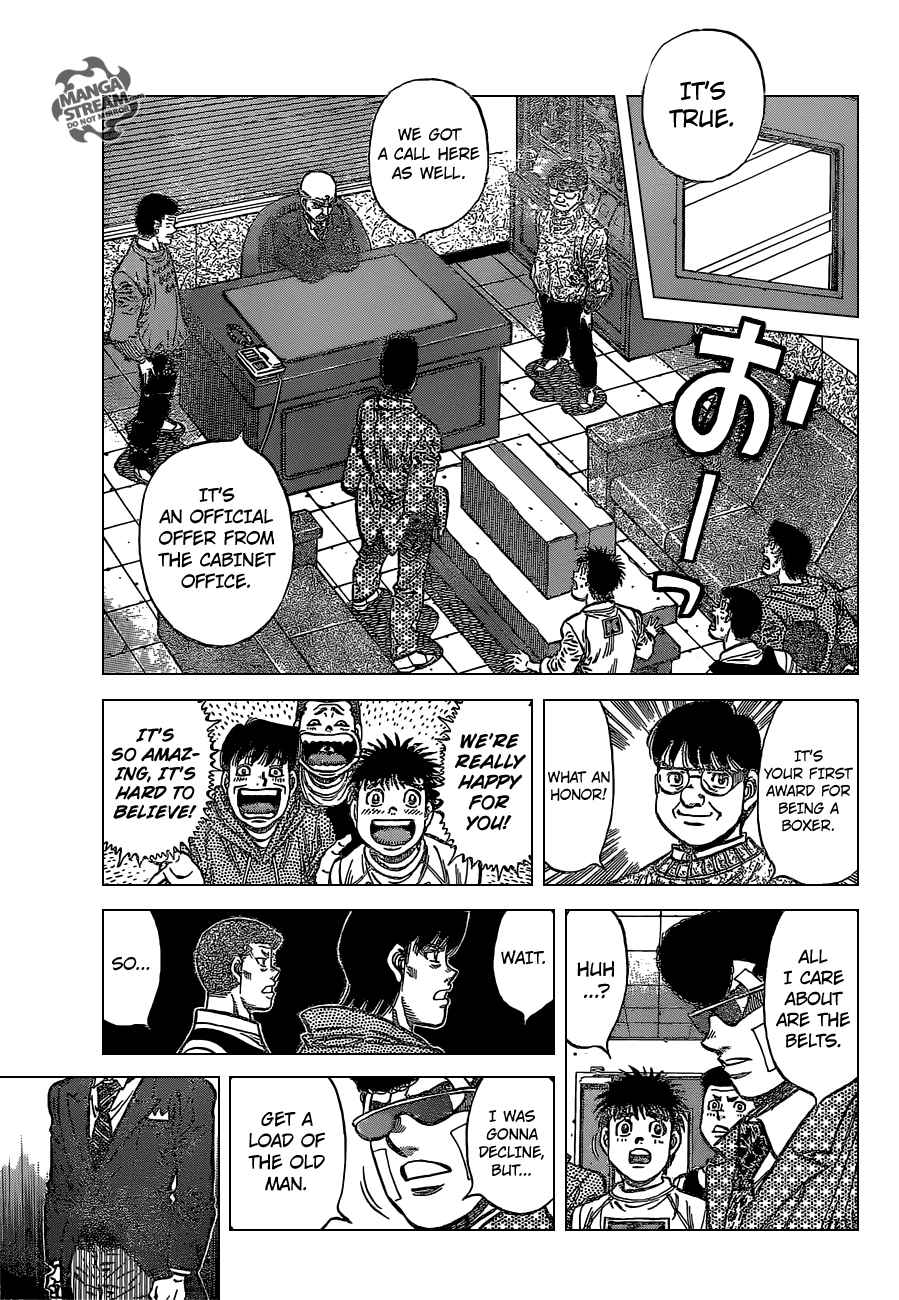 MANGA
STREAM.com
DO NOT MIRROR
IT'S
TRUE.
WE GOT
A CALL HERE
AS WELL.
おーっ
IT'S
AN OFFICIAL
OFFER FROM
THE CABINET
OFFICE.
IT'S
YOUR FIRST
AWARD FOR
BEING A
BOXER.
WHAT AN
HONOR!
WE'RE
REALLY
HAPPY
FOR
YOU!
IT'S
SO AMAZ-
ING, IT'S
HARD TO
BELIEVE!
ALL
I CARE
ABOUT
ARE THE
BELTS.
HUH
...?
WAIT.
SO...
I WAS
GONNA
DECLINE,
BUT...
GET A
LOAD OF
THE OLD
MAN.